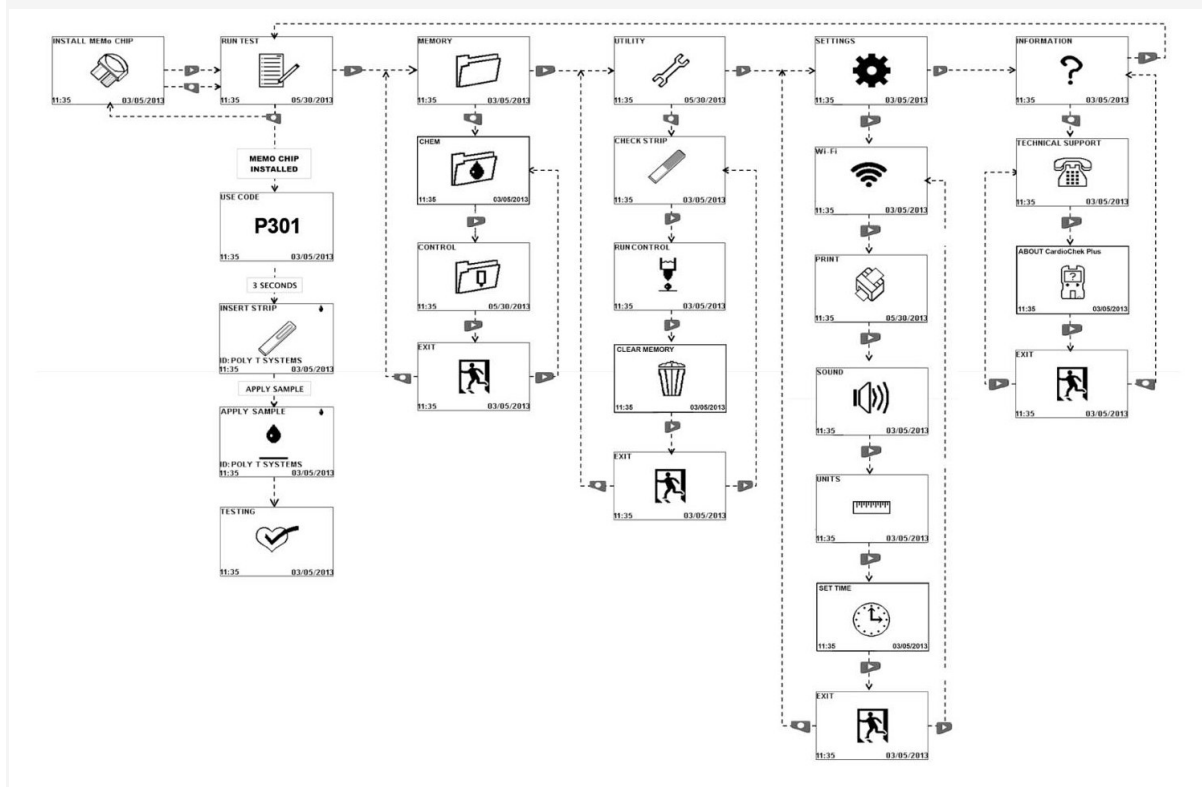 INSTALL MEMo CHIP
11:35 03/05/2013
RUN TEST
11:35 05/30/2013
MEMORY
11:35 03/05/2013
UTILITY
11:35 05/30/2013
SETTINGS
11:35 03/05/2013
INFORMATION
11:35 03/05/2013
MEMO CHIP
INSTALLED
USE CODE
P301
11:35 03/05/2013
3 SECONDS
INSERT STRIP
ID: POLY T SYSTEMS
11:35 03/05/2013
APPLY SAMPLE
APPLY SAMPLE
ID: POLY T SYSTEMS
11:35 03/05/2013
TESTING
11:35 03/05/2013
CHEM
11:35 03/05/2013
CONTROL
11:35 05/30/2013
EXIT
11:35 03/05/2013
CHECK STRIP
11:35 03/05/2013
RUN CONTROL
11:35 03/05/2013
CLEAR MEMORY
11:35 03/05/2013
EXIT
11:35 03/05/2013
Wi-Fi
11:35 03/05/2013
PRINT
11:35 05/30/2013
SOUND
11:35 03/05/2013
UNITS
11:35 03/05/2013
SET TIME
11:35 03/05/2013
EXIT
11:35 03/05/2013
TECHNICAL SUPPORT
11:35 03/05/2013
ABOUT CardioChek Plus
?
11:35 03/05/2013
EXIT
11:35 03/05/2013